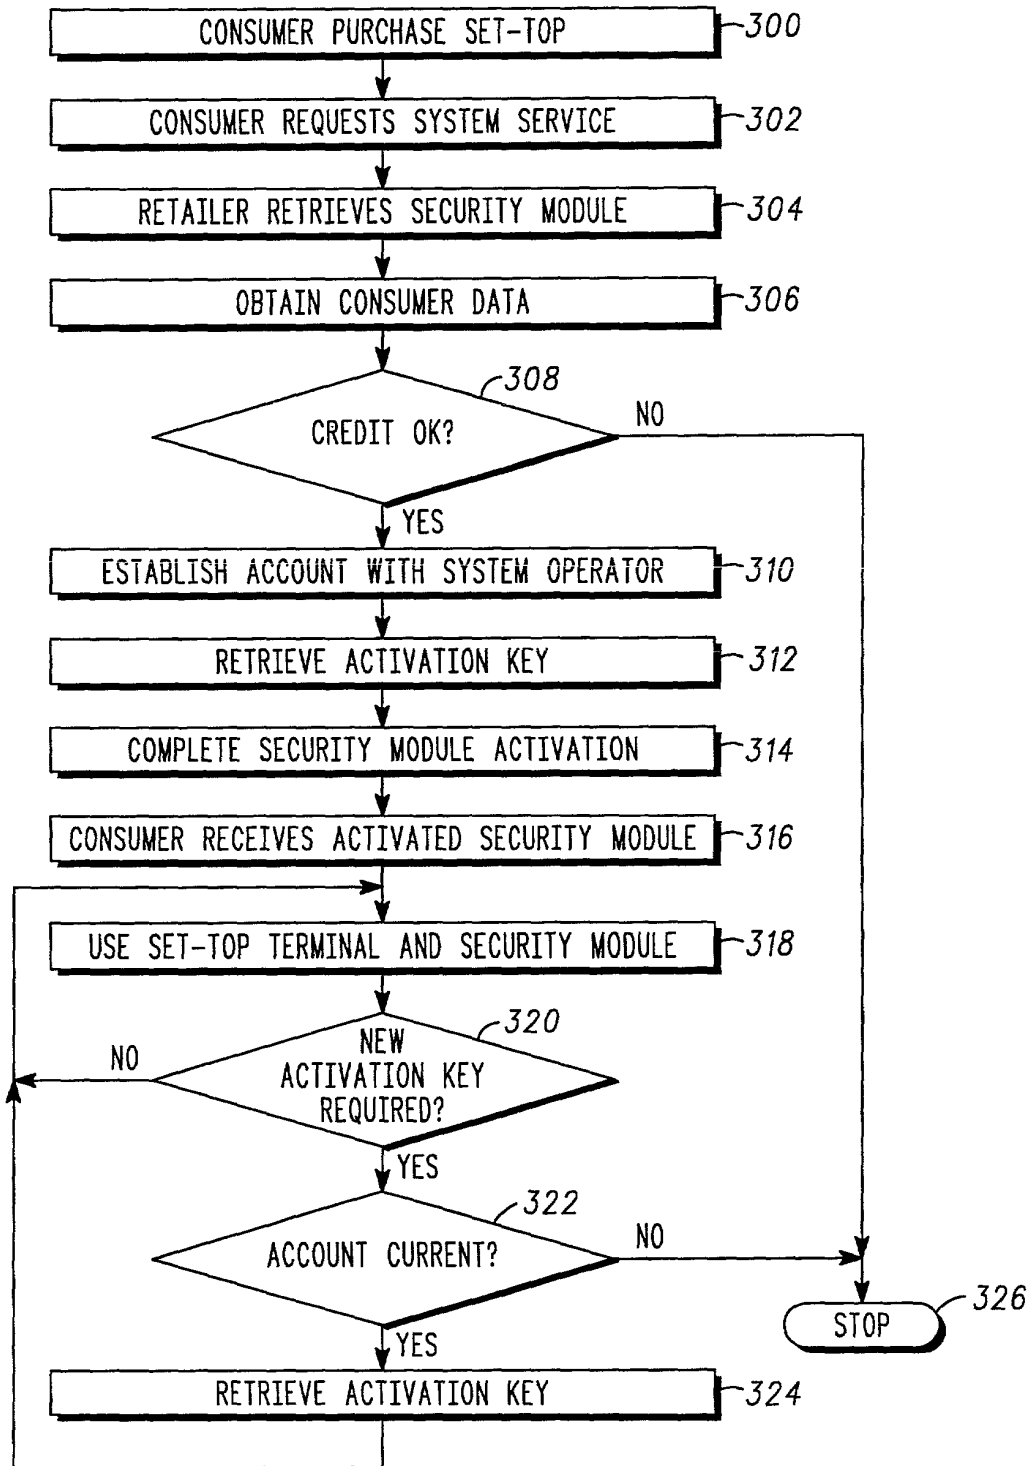 CONSUMER PURCHASE SET-TOP 300
CONSUMER REQUESTS SYSTEM SERVICE 302
RETAILER RETRIEVES SECURITY MODULE 304
OBTAIN CONSUMER DATA 306
308
CREDIT OK?
NO
YES
ESTABLISH ACCOUNT WITH SYSTEM OPERATOR 310
RETRIEVE ACTIVATION KEY 312
COMPLETE SECURITY MODULE ACTIVATION 314
CONSUMER RECEIVES ACTIVATED SECURITY MODULE 316
USE SET-TOP TERMINAL AND SECURITY MODULE 318
320
NEW
ACTIVATION KEY
REQUIRED?
NO
YES
322
ACCOUNT CURRENT?
NO
YES
326
STOP
RETRIEVE ACTIVATION KEY 324